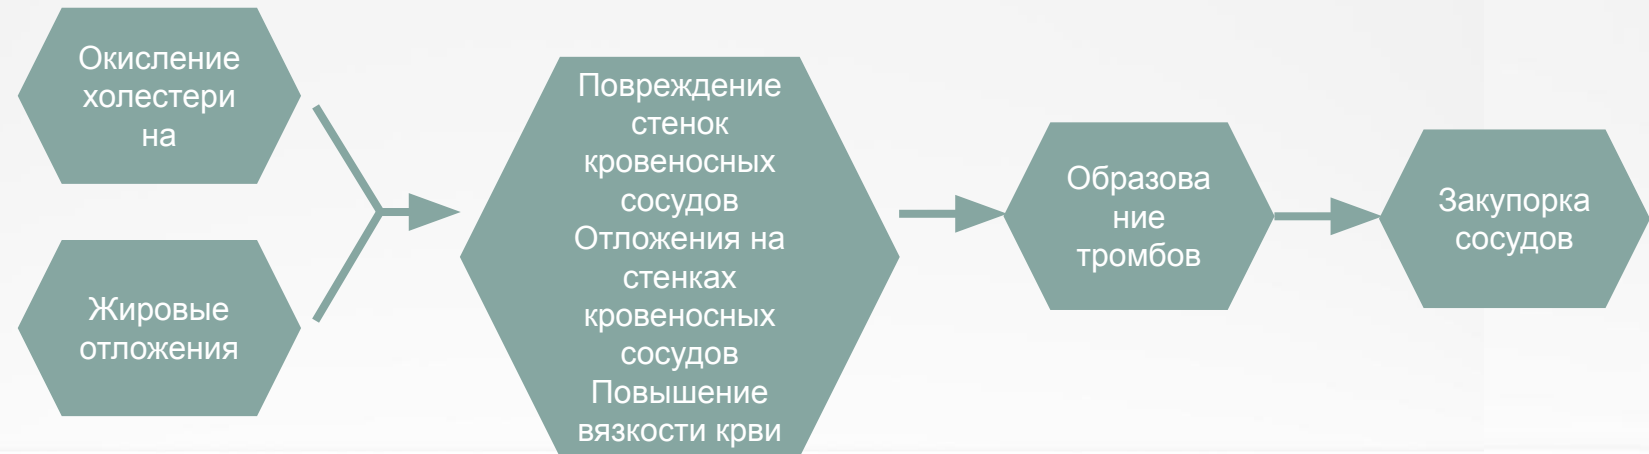 Окисление
холестери
на
Жировые
отложения
Повреждение
стенок
кровеносных
сосудов
Отложения на
стенках
кровеносных
сосудов
Повышение
вязкости крви
Образова
ние
тромбов
Закупорка
сосудов